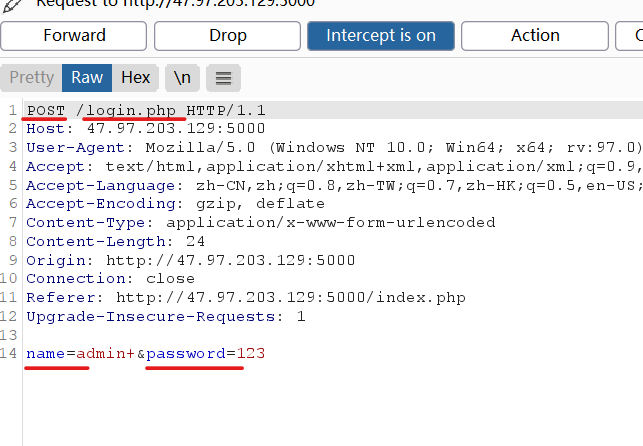 Request to http://47.97.203.129:5000
Forward Drop Intercept is on Action
Pretty Raw Hex \n
1 POST /login.php HTTP/1.1
2 Host: 47.97.203.129:5000
3 User-Agent: Mozilla/5.0 (Windows NT 10.0; Win64; x64; rv:97.0)
4 Accept: text/html,application/xhtml+xml,application/xml;q=0.9,
5 Accept-Language: zh-CN,zh;q=0.8,zh-TW;q=0.7,zh-HK;q=0.5,en-US;
6 Accept-Encoding: gzip, deflate
7 Content-Type: application/x-www-form-urlencoded
8 Content-Length: 24
9 Origin: http://47.97.203.129:5000
10 Connection: close
11 Referer: http://47.97.203.129:5000/index.php
12 Upgrade-Insecure-Requests: 1
13
14 name=admin+&password=123